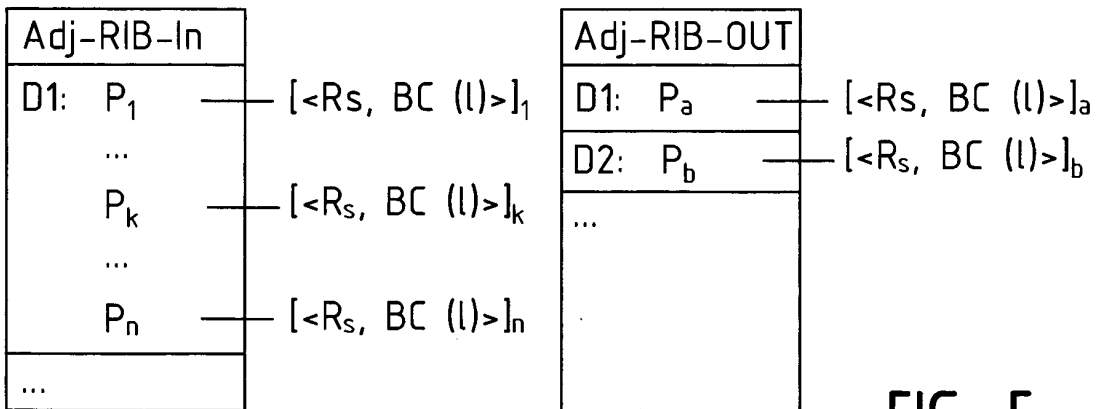 Adj-RIB-In
D1: P1 [<Rs, BC (l)>]1
...
Pk [<Rs, BC (l)>]k
...
Pn [<Rs, BC (l)>]n
...
Adj-RIB-OUT
D1: Pa [<Rs, BC (l)>]a
D2: Pb [<Rs, BC (l)>]b
...